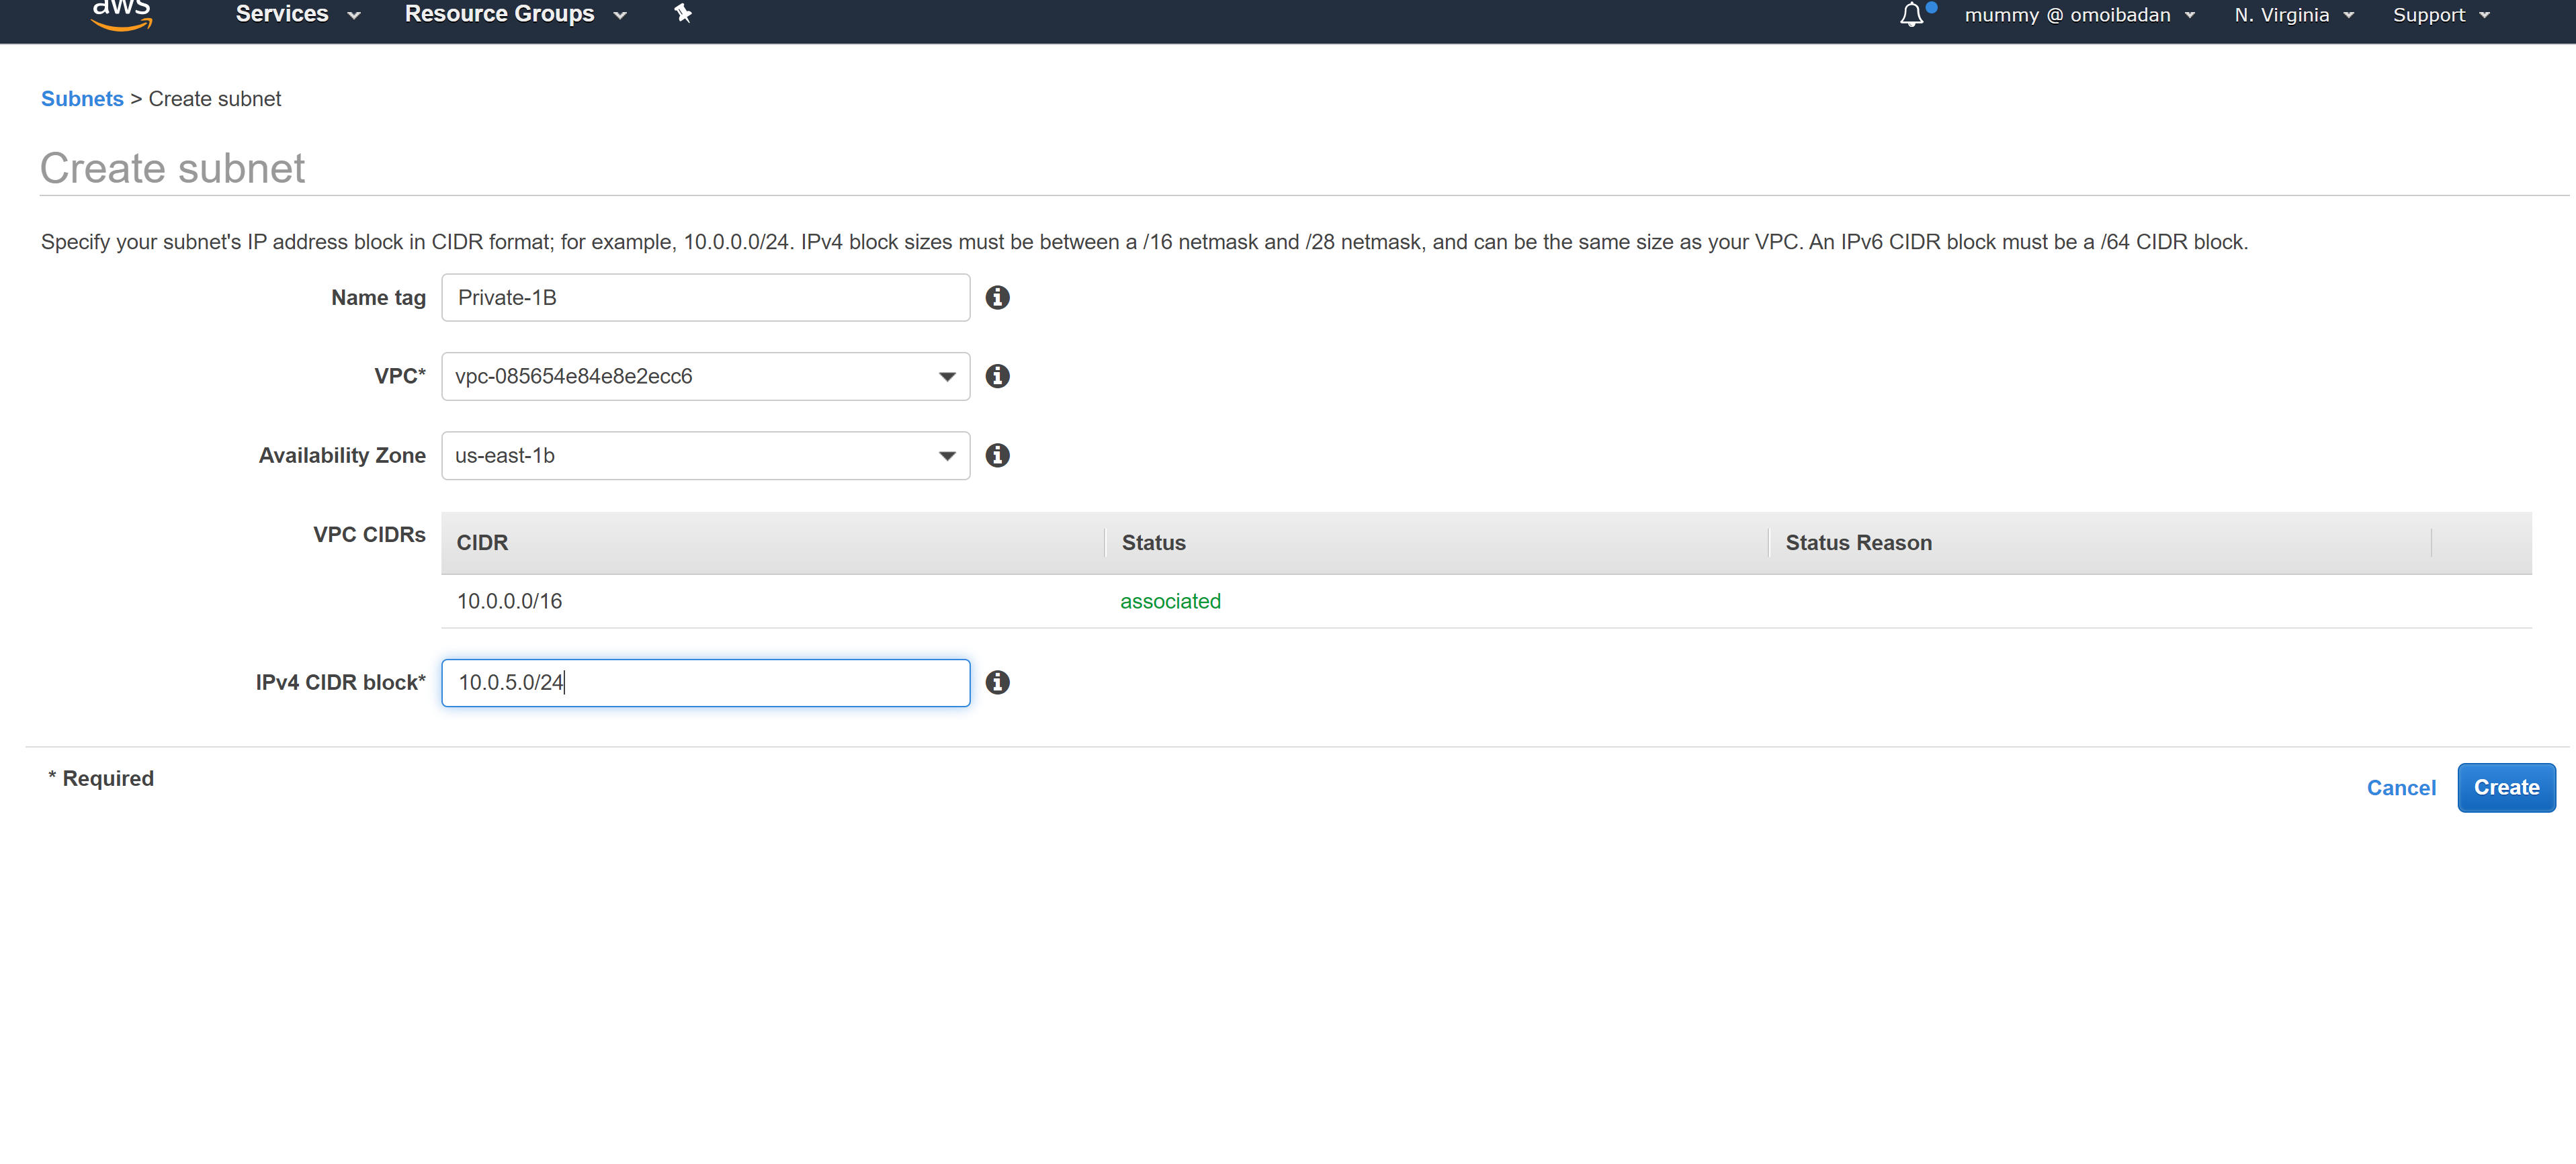 aws Services Resource Groups mummy @ omoibadan N. Virginia Support
Subnets > Create subnet
Create subnet
Specify your subnet's IP address block in CIDR format; for example, 10.0.0.0/24. IPv4 block sizes must be between a /16 netmask and /28 netmask, and can be the same size as your VPC. An IPv6 CIDR block must be a /64 CIDR block.
Name tag Private-1B
VPC* vpc-085654e84e8e2ecc6
Availability Zone us-east-1b
VPC CIDRs CIDR Status Status Reason
10.0.0.0/16 associated
IPv4 CIDR block* 10.0.5.0/24
* Required
Cancel Create